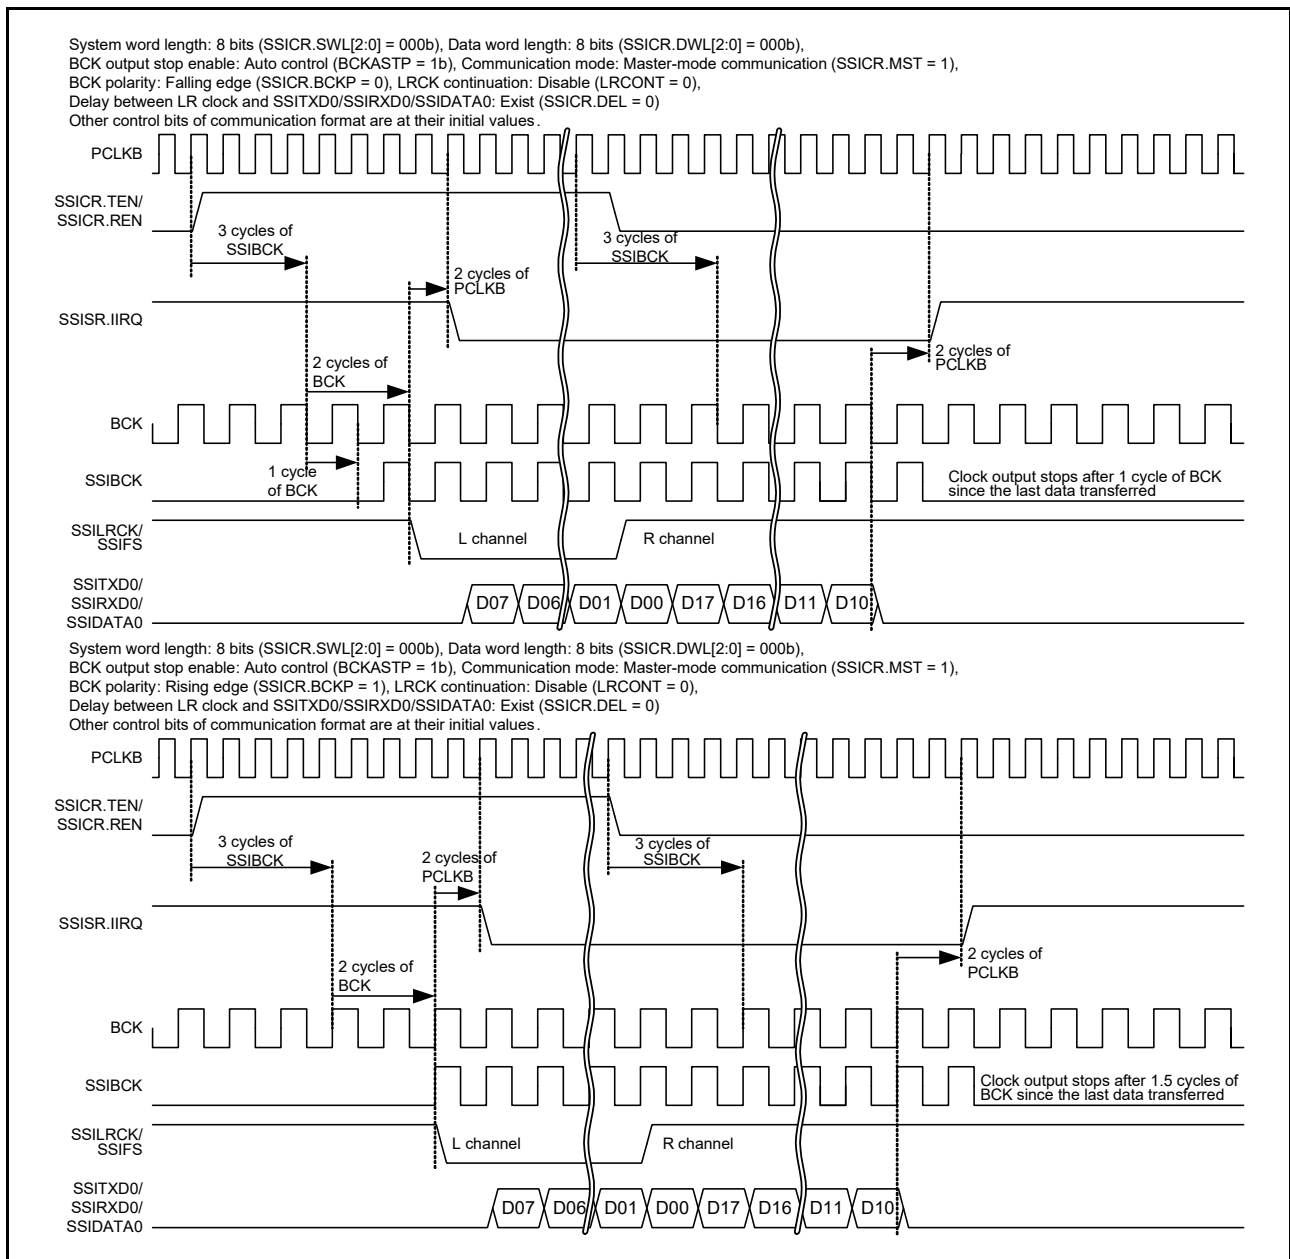 System word length: 8 bits (SSICR.SWL[2:0] = 000b), Data word length: 8 bits (SSICR.DWL[2:0] = 000b),
BCK output stop enable: Auto control (BCKASTP = 1b), Communication mode: Master-mode communication (SSICR.MST = 1),
BCK polarity: Falling edge (SSICR.BCKP = 0), LRCK continuation: Disable (LRCONT = 0),
Delay between LR clock and SSITXD0/SSIRXD0/SSIDATA0: Exist (SSICR.DEL = 0)
Other control bits of communication format are at their initial values.
PCLKB
SSICR.TEN/
SSICR.REN
3 cycles of
SSIBCK
3 cycles of
SSIBCK
2 cycles of
PCLKB
SSISR.IIRQ
2 cycles of
PCLKB
2 cycles of
BCK
BCK
1 cycle
of BCK
SSIBCK
Clock output stops after 1 cycle of BCK
since the last data transferred
SSILRCK/
SSIFS
L channel
R channel
SSITXD0/
SSIRXD0/
SSIDATA0
D07 D06 D01 D00 D17 D16 D11 D10
System word length: 8 bits (SSICR.SWL[2:0] = 000b), Data word length: 8 bits (SSICR.DWL[2:0] = 000b),
BCK output stop enable: Auto control (BCKASTP = 1b), Communication mode: Master-mode communication (SSICR.MST = 1),
BCK polarity: Rising edge (SSICR.BCKP = 1), LRCK continuation: Disable (LRCONT = 0),
Delay between LR clock and SSITXD0/SSIRXD0/SSIDATA0: Exist (SSICR.DEL = 0)
Other control bits of communication format are at their initial values.
PCLKB
SSICR.TEN/
SSICR.REN
3 cycles of
SSIBCK
2 cycles of
PCLKB
3 cycles of
SSIBCK
SSISR.IIRQ
2 cycles of
PCLKB
2 cycles of
BCK
BCK
SSIBCK
Clock output stops after 1.5 cycles of
BCK since the last data transferred
SSILRCK/
SSIFS
L channel
R channel
SSITXD0/
SSIRXD0/
SSIDATA0
D07 D06 D01 D00 D17 D16 D11 D10